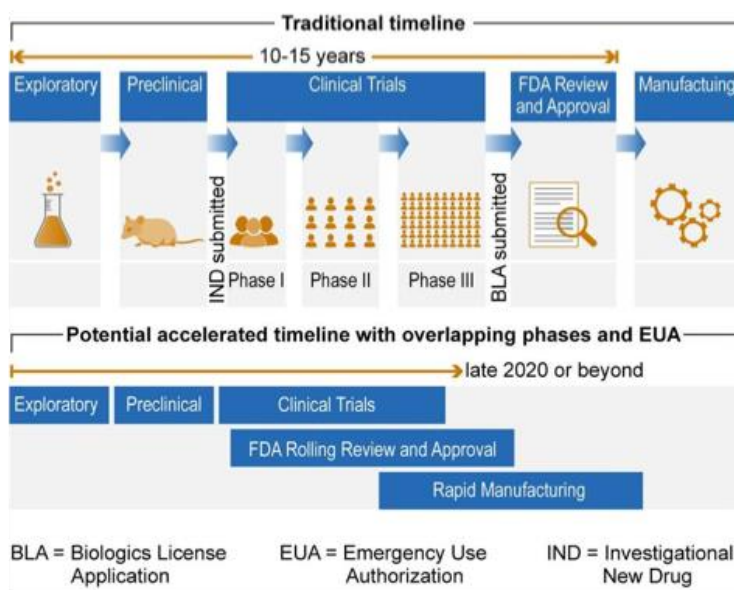 Traditional timeline
10-15 years
Exploratory
Preclinical
Clinical Trials
FDA Review
and Approval
Manufactuing
IND submitted
BLA submitted
Phase I
Phase II
Phase III
Potential accelerated timeline with overlapping phases and EUA
late 2020 or beyond
Exploratory
Preclinical
Clinical Trials
FDA Rolling Review and Approval
Rapid Manufacturing
BLA = Biologics License
Application
EUA = Emergency Use
Authorization
IND = Investigational
New Drug